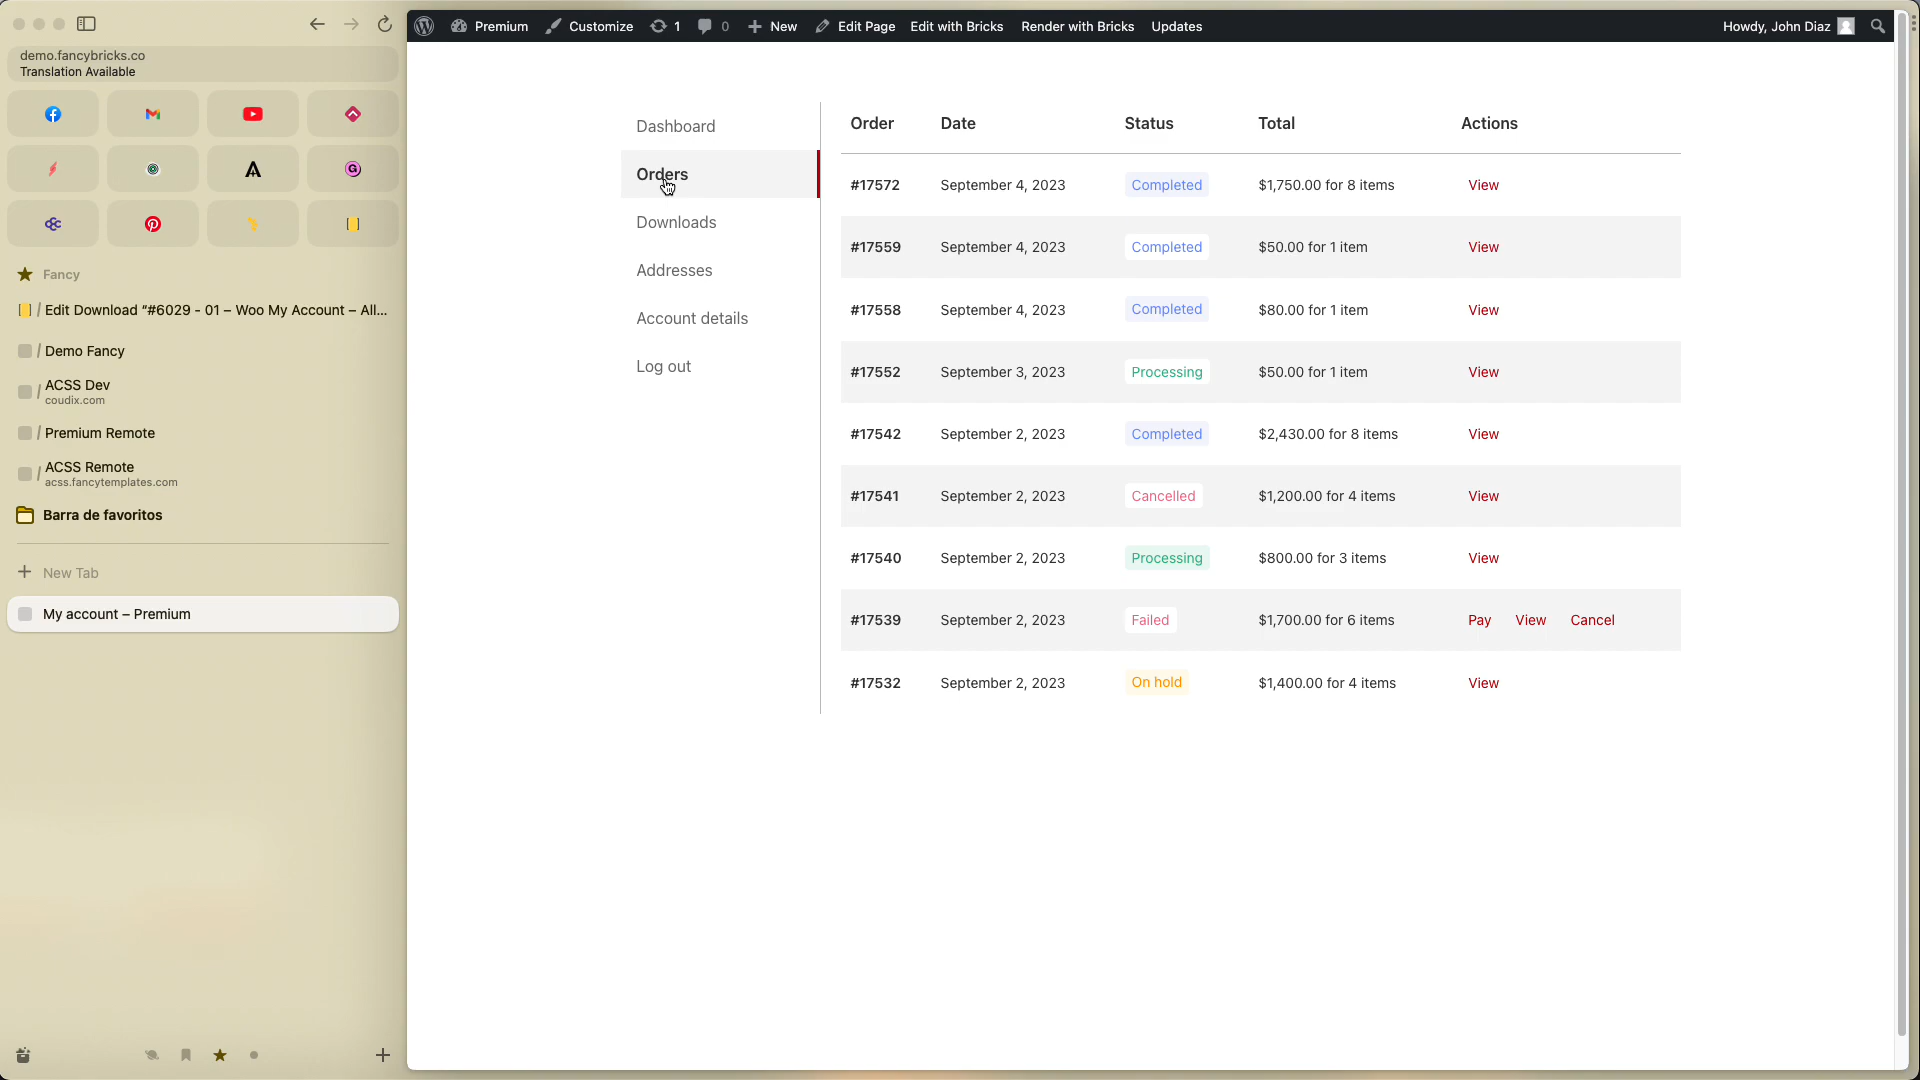 demo.fancybricks.co
Translation Available
Fancy
/ Edit Download “#6029 - 01 – Woo My Account – All...
/ Demo Fancy
/ ACSS Dev
coudix.com
/ Premium Remote
/ ACSS Remote
acss.fancytemplates.com
Barra de favoritos
New Tab
My account – Premium
Premium Customize 1 0 New Edit Page Edit with Bricks Render with Bricks Updates Howdy, John Diaz
Dashboard
Orders
Downloads
Addresses
Account details
Log out
Order Date Status Total Actions
#17572 September 4, 2023 Completed $1,750.00 for 8 items View
#17559 September 4, 2023 Completed $50.00 for 1 item View
#17558 September 4, 2023 Completed $80.00 for 1 item View
#17552 September 3, 2023 Processing $50.00 for 1 item View
#17542 September 2, 2023 Completed $2,430.00 for 8 items View
#17541 September 2, 2023 Cancelled $1,200.00 for 4 items View
#17540 September 2, 2023 Processing $800.00 for 3 items View
#17539 September 2, 2023 Failed $1,700.00 for 6 items Pay View Cancel
#17532 September 2, 2023 On hold $1,400.00 for 4 items View